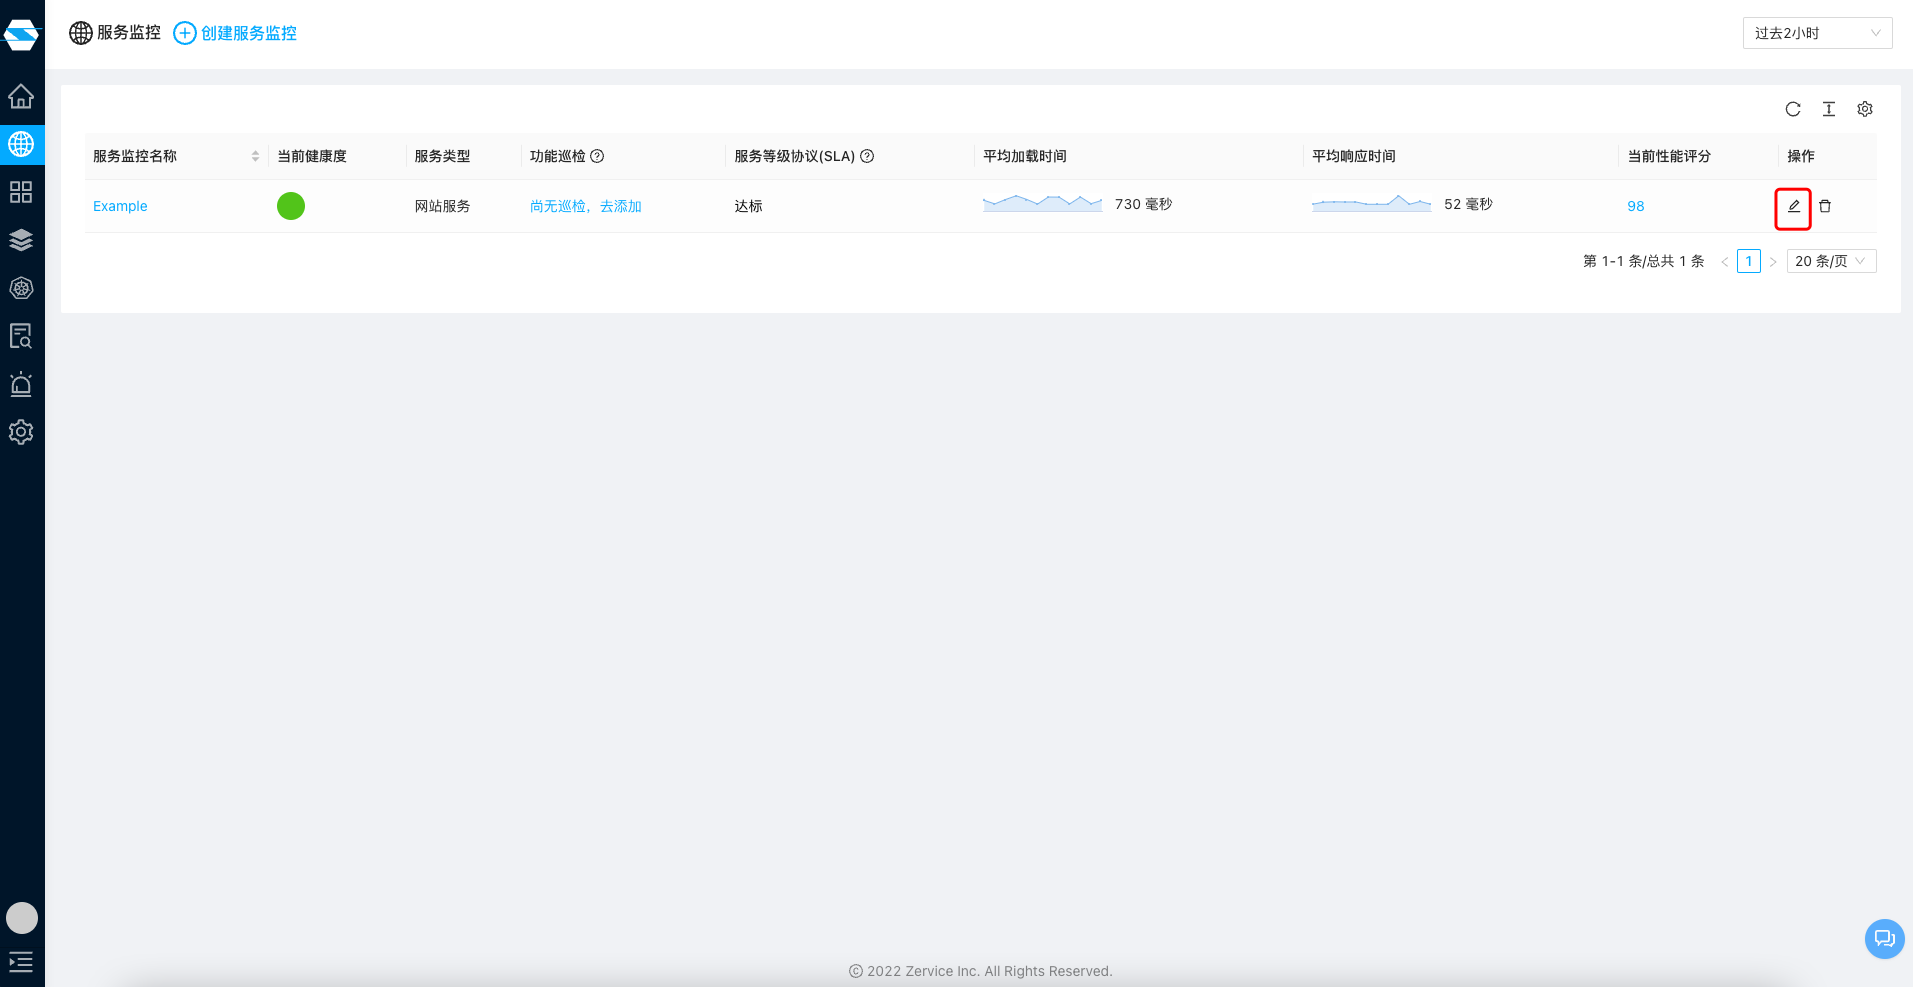 服务监控 创建服务监控
过去2小时
服务监控名称 当前健康度 服务类型 功能巡检 服务等级协议(SLA) 平均加载时间 平均响应时间 当前性能评分 操作
Example 网站服务 尚无巡检，去添加 达标 730 毫秒 52 毫秒 98
第 1-1 条/总共 1 条 < 1 > 20 条/页
© 2022 Zervice Inc. All Rights Reserved.